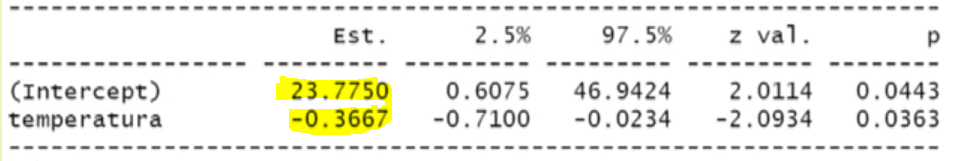 Est. 2.5% 97.5% z val. p
(Intercept) 23.7750 0.6075 46.9424 2.0114 0.0443
temperatura -0.3667 -0.7100 -0.0234 -2.0934 0.0363